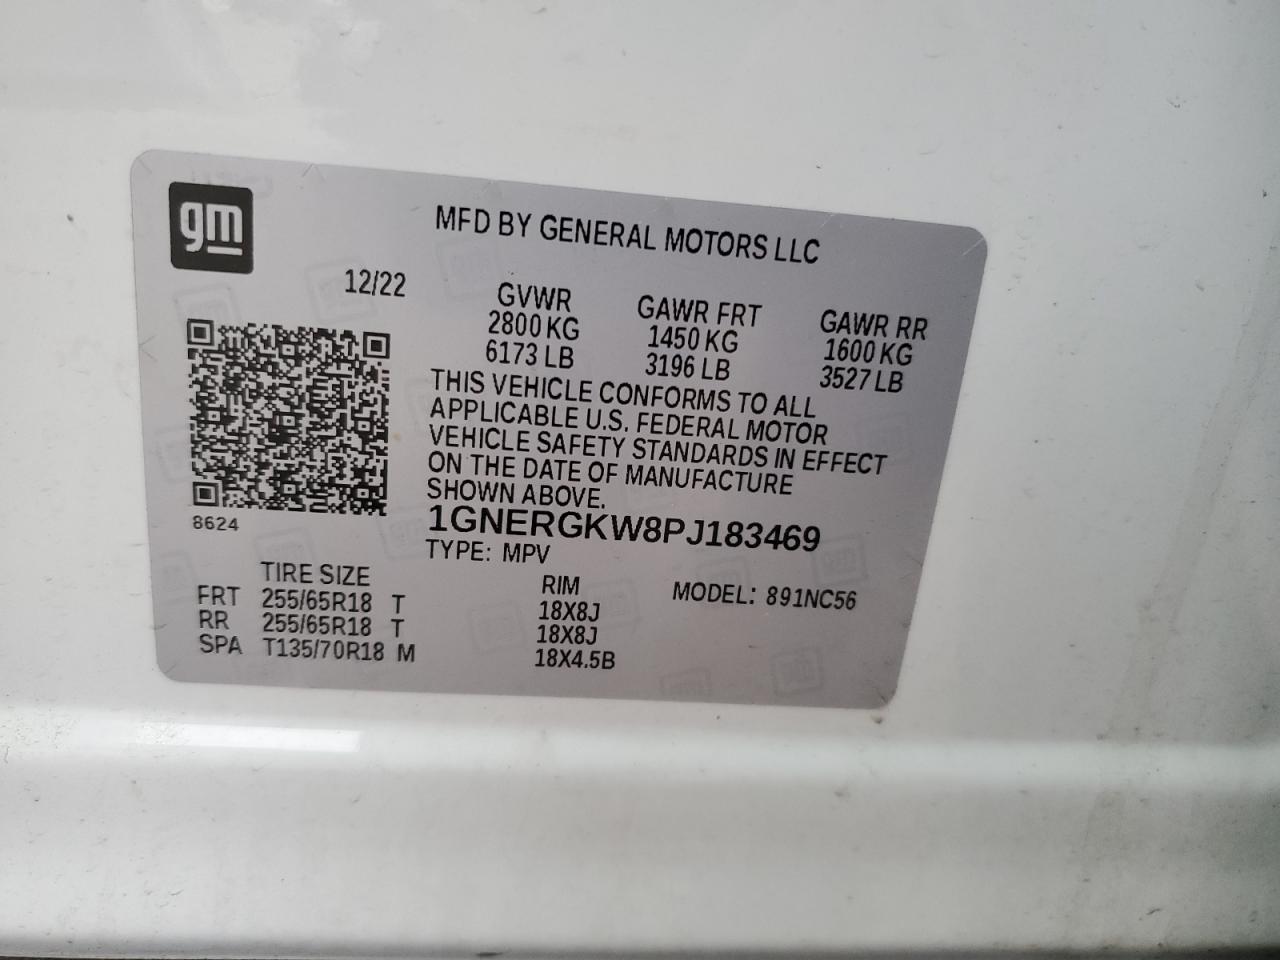 gm
MFD BY GENERAL MOTORS LLC
12/22
GVWR GAWR FRT GAWR RR
2800 KG 1450 KG 1600 KG
6173 LB 3196 LB 3527 LB
THIS VEHICLE CONFORMS TO ALL
APPLICABLE U.S. FEDERAL MOTOR
VEHICLE SAFETY STANDARDS IN EFFECT
ON THE DATE OF MANUFACTURE
SHOWN ABOVE.
8624
1GNERGKW8PJ183469
TYPE: MPV
TIRE SIZE RIM MODEL: 891NC56
FRT 255/65R18 T 18X8J
RR 255/65R18 T 18X8J
SPA T135/70R18 M 18X4.5B